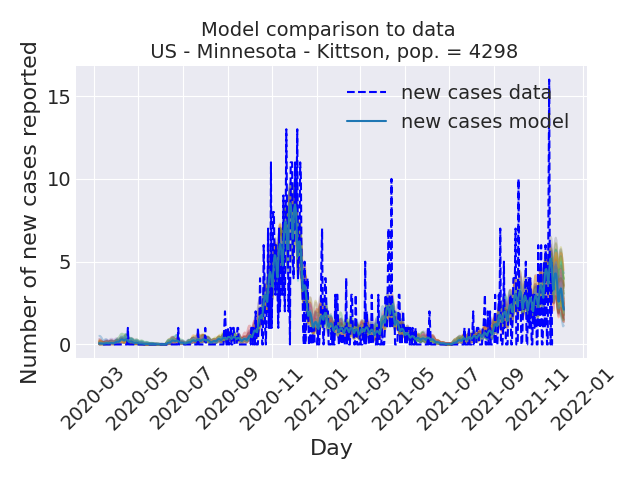 Model comparison to data
US - Minnesota - Kittson, pop. = 4298
Number of new cases reported
15
10
5
0
new cases data
new cases model
2020-03
2020-05
2020-07
2020-09
2020-11
2021-01
2021-03
2021-05
2021-07
2021-09
2021-11
2022-01
Day